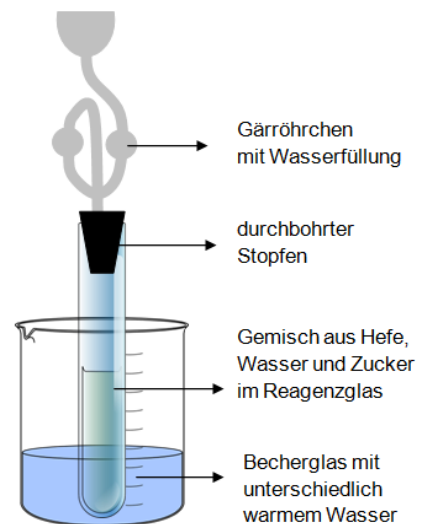 Gärröhrchen
mit Wasserfüllung
durchbohrter
Stopfen
Gemisch aus Hefe,
Wasser und Zucker
im Reagenzglas
Becherglas mit
unterschiedlich
warmem Wasser